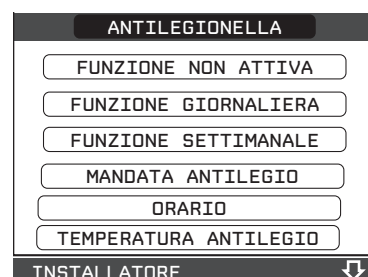 ANTILEGIONELLA
FUNZIONE NON ATTIVA
FUNZIONE GIORNALIERA
FUNZIONE SETTIMANALE
MANDATA ANTILEGIO
ORARIO
TEMPERATURA ANTILEGIO
INSTALLATORE